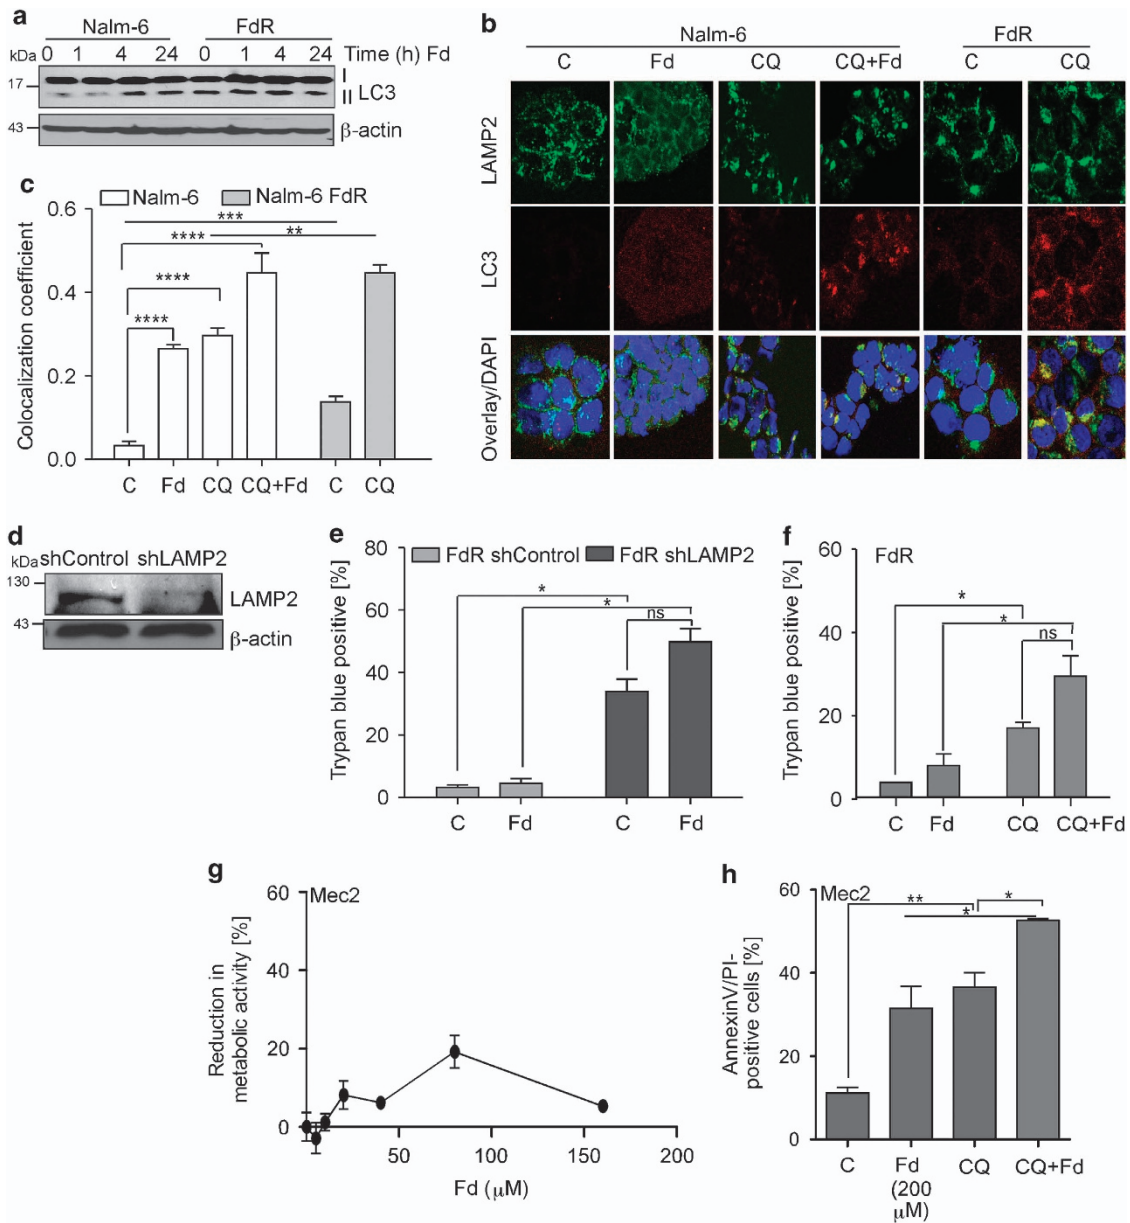 a
Nalm-6 FdR
kDa 0 1 4 24 0 1 4 24 Time (h) Fd
17
I
II LC3
43
β-actin
b
Nalm-6 FdR
C Fd CQ CQ+Fd C CQ
LAMP2
LC3
Overlay/DAPI
c
Nalm-6 Nalm-6 FdR
Colocalization coefficient
0.6
0.4
0.2
0.0
***
**
****
****
****
C Fd CQ CQ+Fd C CQ
d
kDa shControl shLAMP2
130
LAMP2
43
β-actin
e
FdR shControl FdR shLAMP2
Trypan blue positive [%]
80
60
40
20
0
*
*
ns
C Fd C Fd
f
FdR
Trypan blue positive [%]
60
40
20
0
*
*
ns
C Fd CQ CQ+Fd
g
Mec2
Reduction in
metabolic activity [%]
60
40
20
0
50 100 150 200
Fd (μM)
h
Mec2
AnnexinV/PI-
positive cells [%]
60
40
20
0
**
*
*
C Fd CQ CQ+Fd
(200
μM)